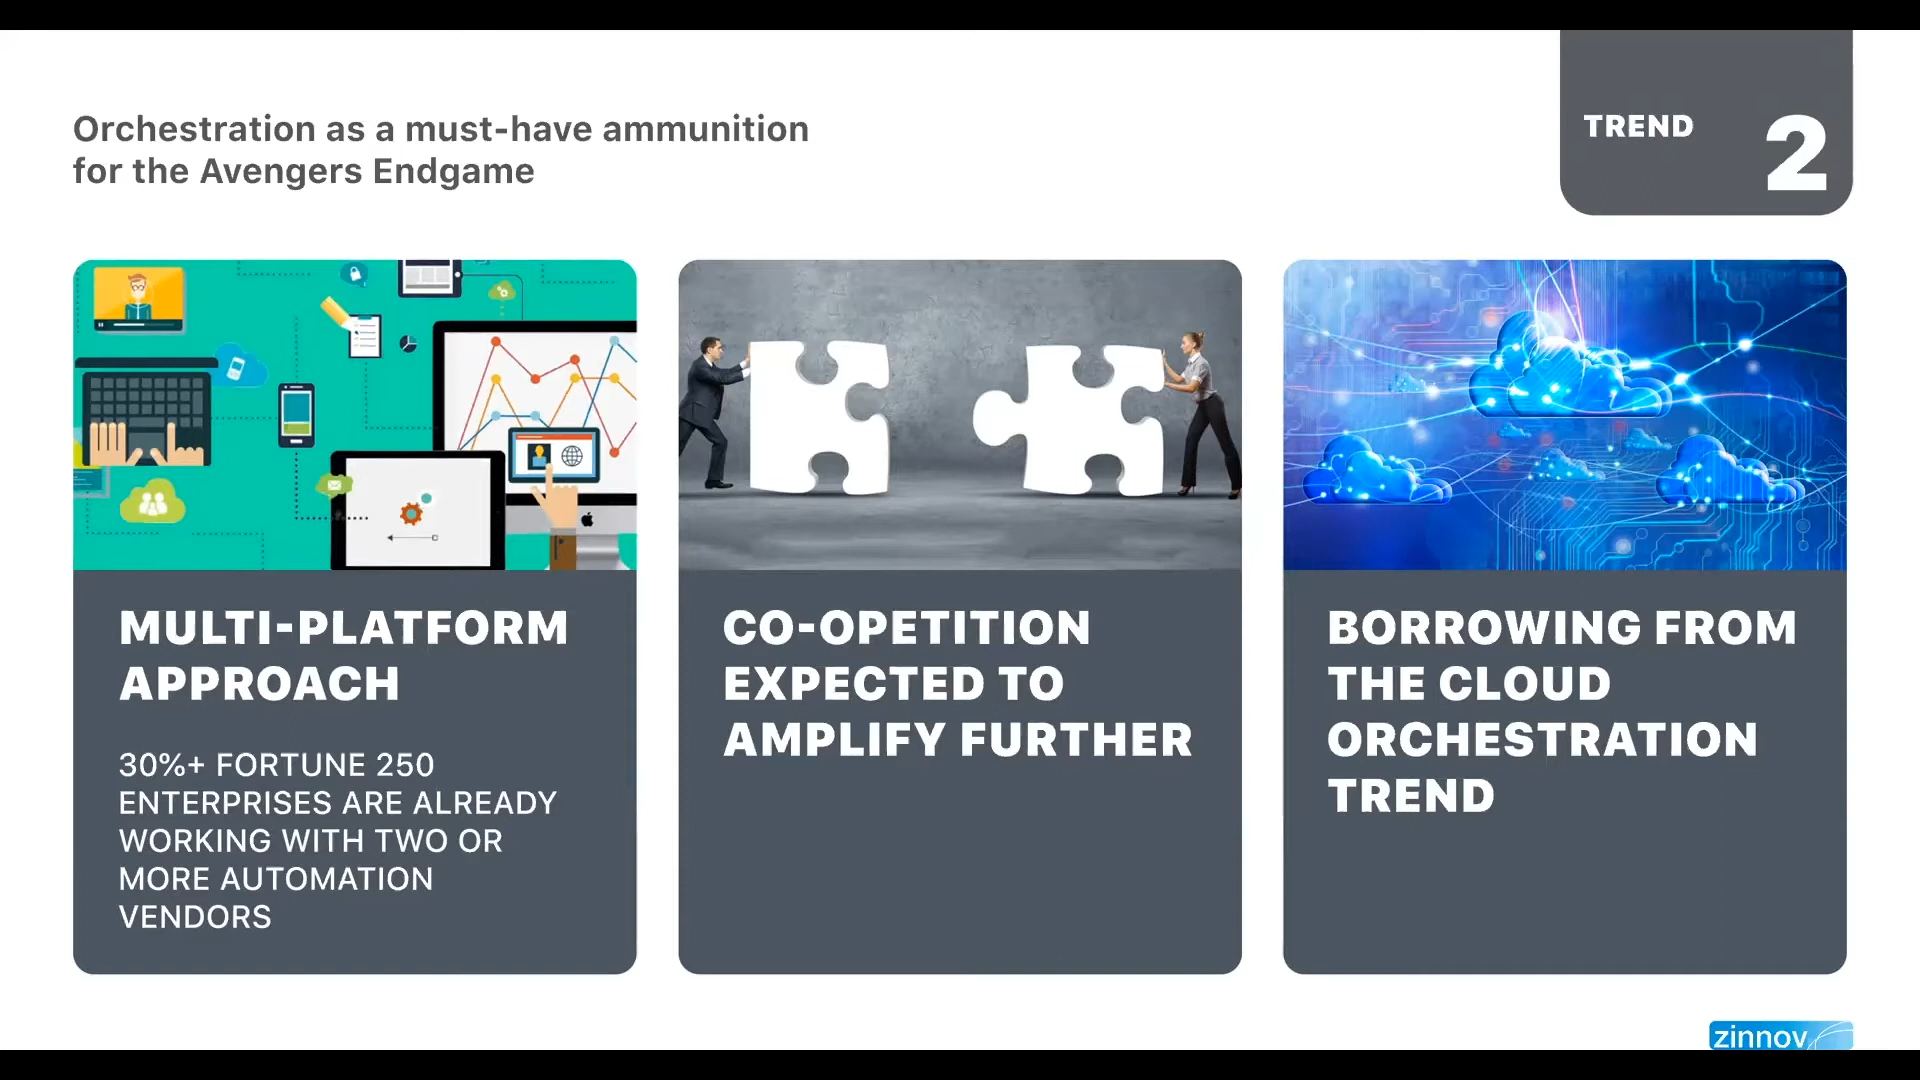 Orchestration as a must-have ammunition
for the Avengers Endgame
TREND
2
MULTI-PLATFORM
APPROACH
30%+ FORTUNE 250
ENTERPRISES ARE ALREADY
WORKING WITH TWO OR
MORE AUTOMATION
VENDORS
CO-OPETITION
EXPECTED TO
AMPLIFY FURTHER
BORROWING FROM
THE CLOUD
ORCHESTRATION
TREND
zinnov